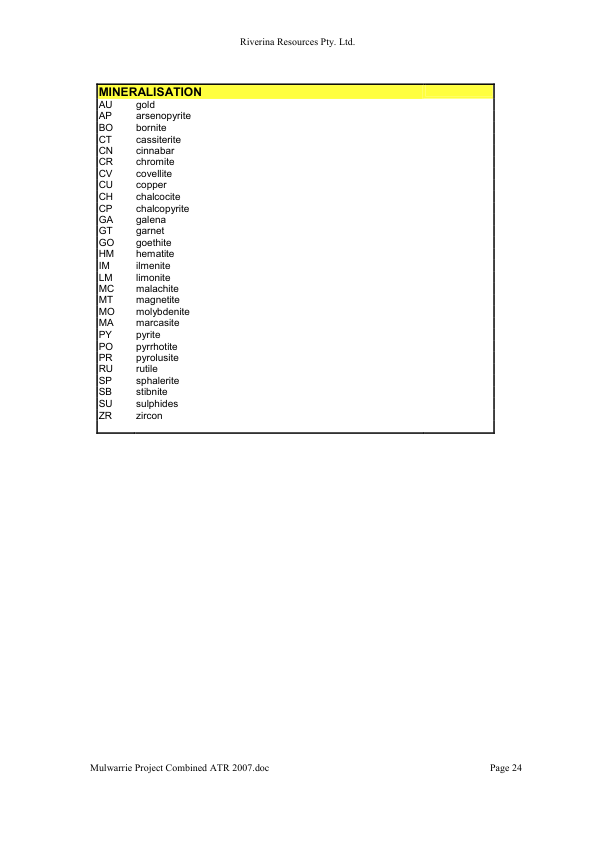 Riverina Resources Pty. Ltd.
MINERALISATION
AU gold
AP arsenopyrite
BO bornite
CT cassiterite
CN cinnabar
CR chromite
CV covellite
CU copper
CH chalcocite
CP chalcopyrite
GA galena
GT garnet
GO goethite
HM hematite
IM ilmenite
LM limonite
MC malachite
MT magnetite
MO molybdenite
MA marcasite
PY pyrite
PO pyrrhotite
PR pyrolusite
RU rutile
SP sphalerite
SB stibnite
SU sulphides
ZR zircon
Mulwarrie Project Combined ATR 2007.doc Page 24